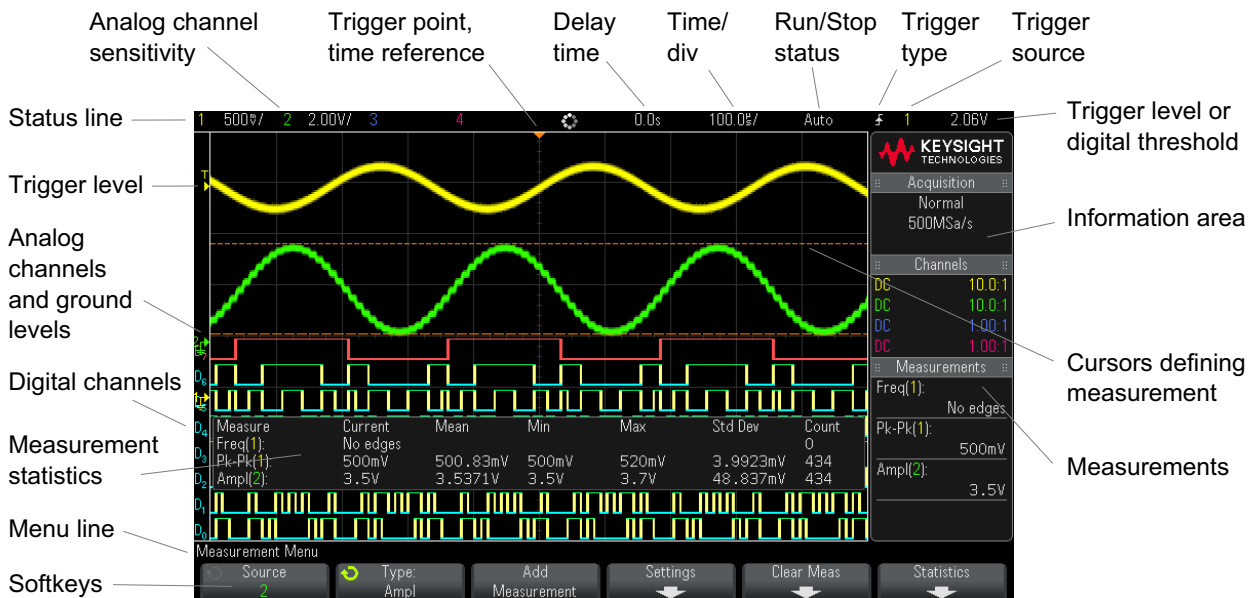 Analog channel
sensitivity
Trigger point,
time reference
Delay
time
Time/
div
Run/Stop
status
Trigger
type
Trigger
source
Status line
Trigger level
Analog
channels
and ground
levels
Digital channels
Measurement
statistics
Menu line
Softkeys
1 500mV/ 2 2.00V/ 3 4 0.0s 100.0µs/ Auto 1 2.06V
T
D6
D4
D3
D2
D1
D0
Measure Current Mean Min Max Std Dev Count
Freq(1): No edges 0
Pk-Pk(1): 500mV 500.83mV 500mV 520mV 3.9923mV 434
Ampl(2): 3.5V 3.5371V 3.5V 3.7V 48.837mV 434
Measurement Menu
Source
2
Type:
Ampl
Add
Measurement
Settings
Clear Meas
Statistics
KEYSIGHT
TECHNOLOGIES
Acquisition
Normal
500MSa/s
Channels
DC 10.0:1
DC 10.0:1
DC 1.00:1
DC 1.00:1
Measurements
Freq(1):
No edges
Pk-Pk(1):
500mV
Ampl(2):
3.5V
Trigger level or
digital threshold
Information area
Cursors defining
measurement
Measurements